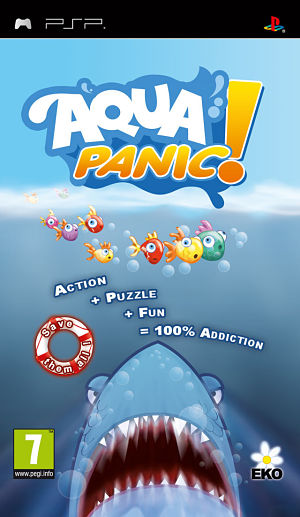 PSP
AQUA
PANIC!
ACTION
+ PUZZLE
+ FUN
= 100% ADDICTION
Save
them all!
7
www.pegi.info
EKO